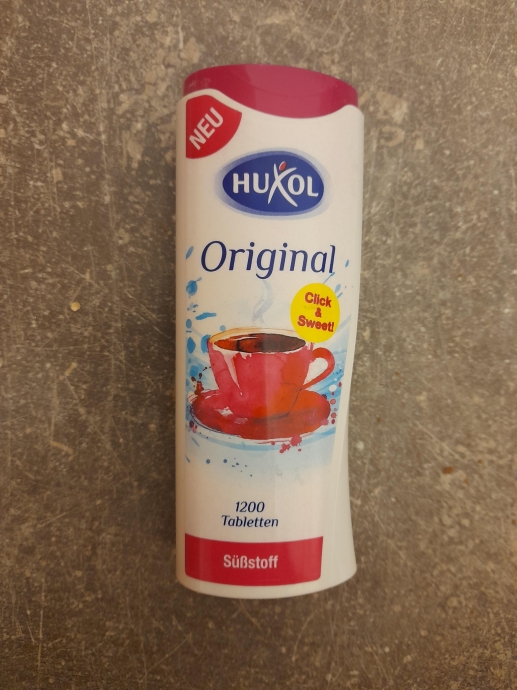 NEU
HUXOL
Original
Click
&
Sweet!
1200
Tabletten
Süßstoff